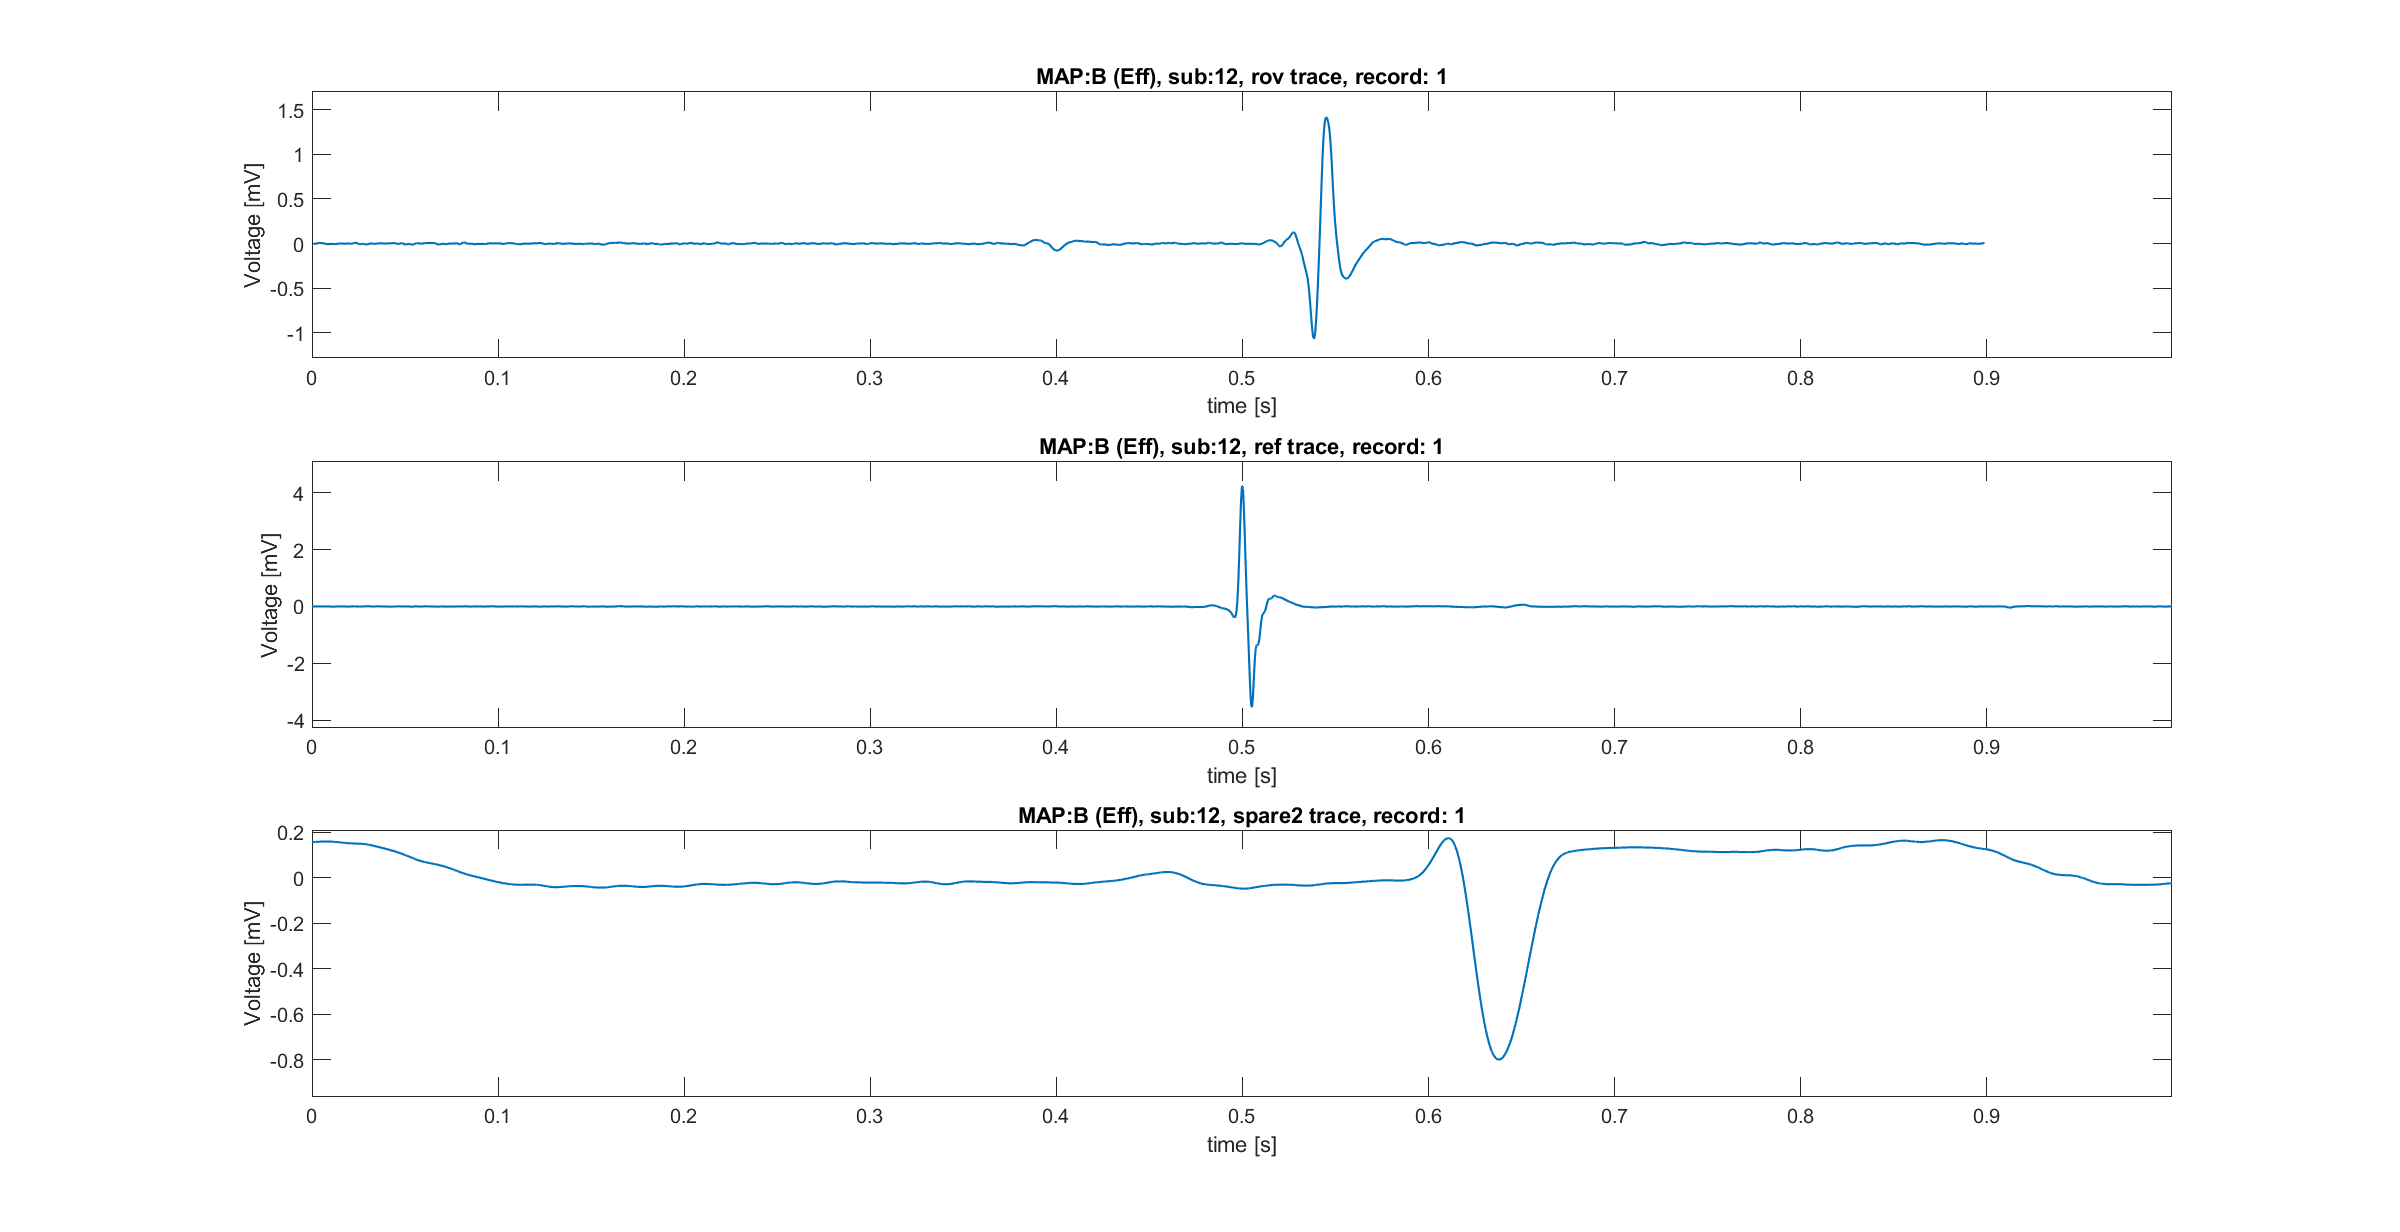 MAP:B (Eff), sub:12, rov trace, record: 1
Voltage [mV]
1.5
1
0.5
0
-0.5
-1
0 0.1 0.2 0.3 0.4 0.5 0.6 0.7 0.8 0.9
time [s]
MAP:B (Eff), sub:12, ref trace, record: 1
Voltage [mV]
4
2
0
-2
-4
0 0.1 0.2 0.3 0.4 0.5 0.6 0.7 0.8 0.9
time [s]
MAP:B (Eff), sub:12, spare2 trace, record: 1
Voltage [mV]
0.2
0
-0.2
-0.4
-0.6
-0.8
0 0.1 0.2 0.3 0.4 0.5 0.6 0.7 0.8 0.9
time [s]